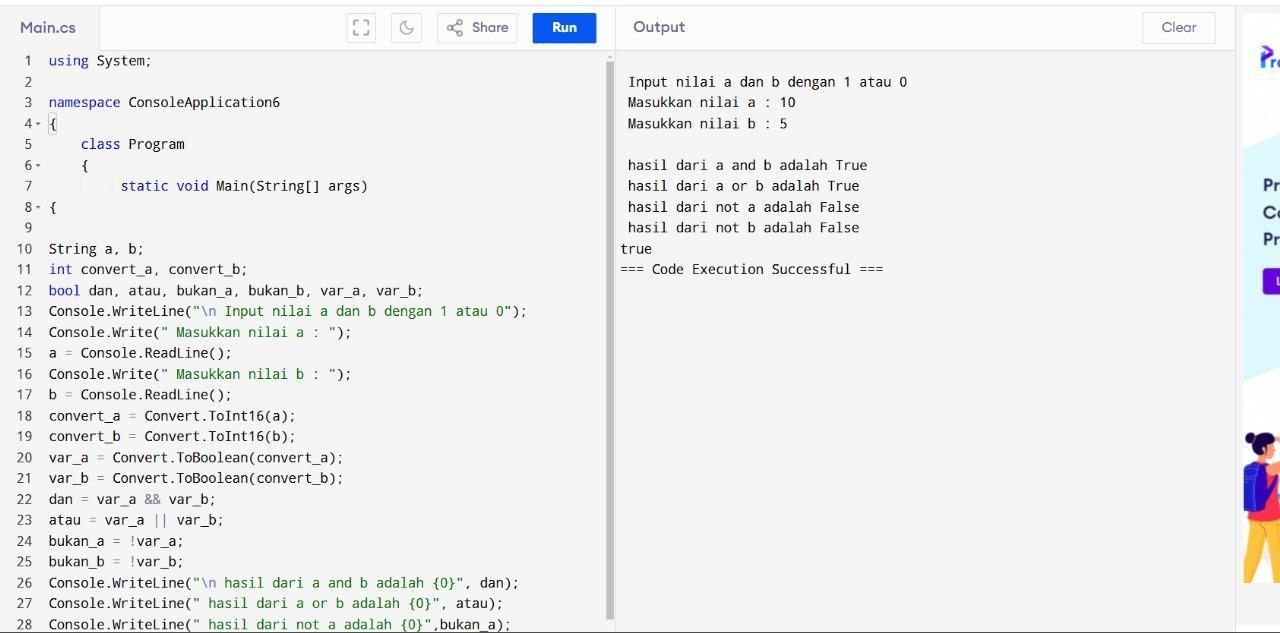 Main.cs
Share
Run
Output
Clear
1 using System;
2
3 namespace ConsoleApplication6
4 {
5 class Program
6 {
7 static void Main(String[] args)
8 {
9
10 String a, b;
11 int convert_a, convert_b;
12 bool dan, atau, bukan_a, bukan_b, var_a, var_b;
13 Console.WriteLine("\n Input nilai a dan b dengan 1 atau 0");
14 Console.Write(" Masukkan nilai a : ");
15 a = Console.ReadLine();
16 Console.Write(" Masukkan nilai b : ");
17 b = Console.ReadLine();
18 convert_a = Convert.ToInt16(a);
19 convert_b = Convert.ToInt16(b);
20 var_a = Convert.ToBoolean(convert_a);
21 var_b = Convert.ToBoolean(convert_b);
22 dan = var_a && var_b;
23 atau = var_a || var_b;
24 bukan_a = !var_a;
25 bukan_b = !var_b;
26 Console.WriteLine("\n hasil dari a and b adalah {0}", dan);
27 Console.WriteLine(" hasil dari a or b adalah {0}", atau);
28 Console.WriteLine(" hasil dari not a adalah {0}",bukan_a);
Input nilai a dan b dengan 1 atau 0
Masukkan nilai a : 10
Masukkan nilai b : 5
hasil dari a and b adalah True
hasil dari a or b adalah True
hasil dari not a adalah False
hasil dari not b adalah False
true
=== Code Execution Successful ===
Pr
Co
Pr